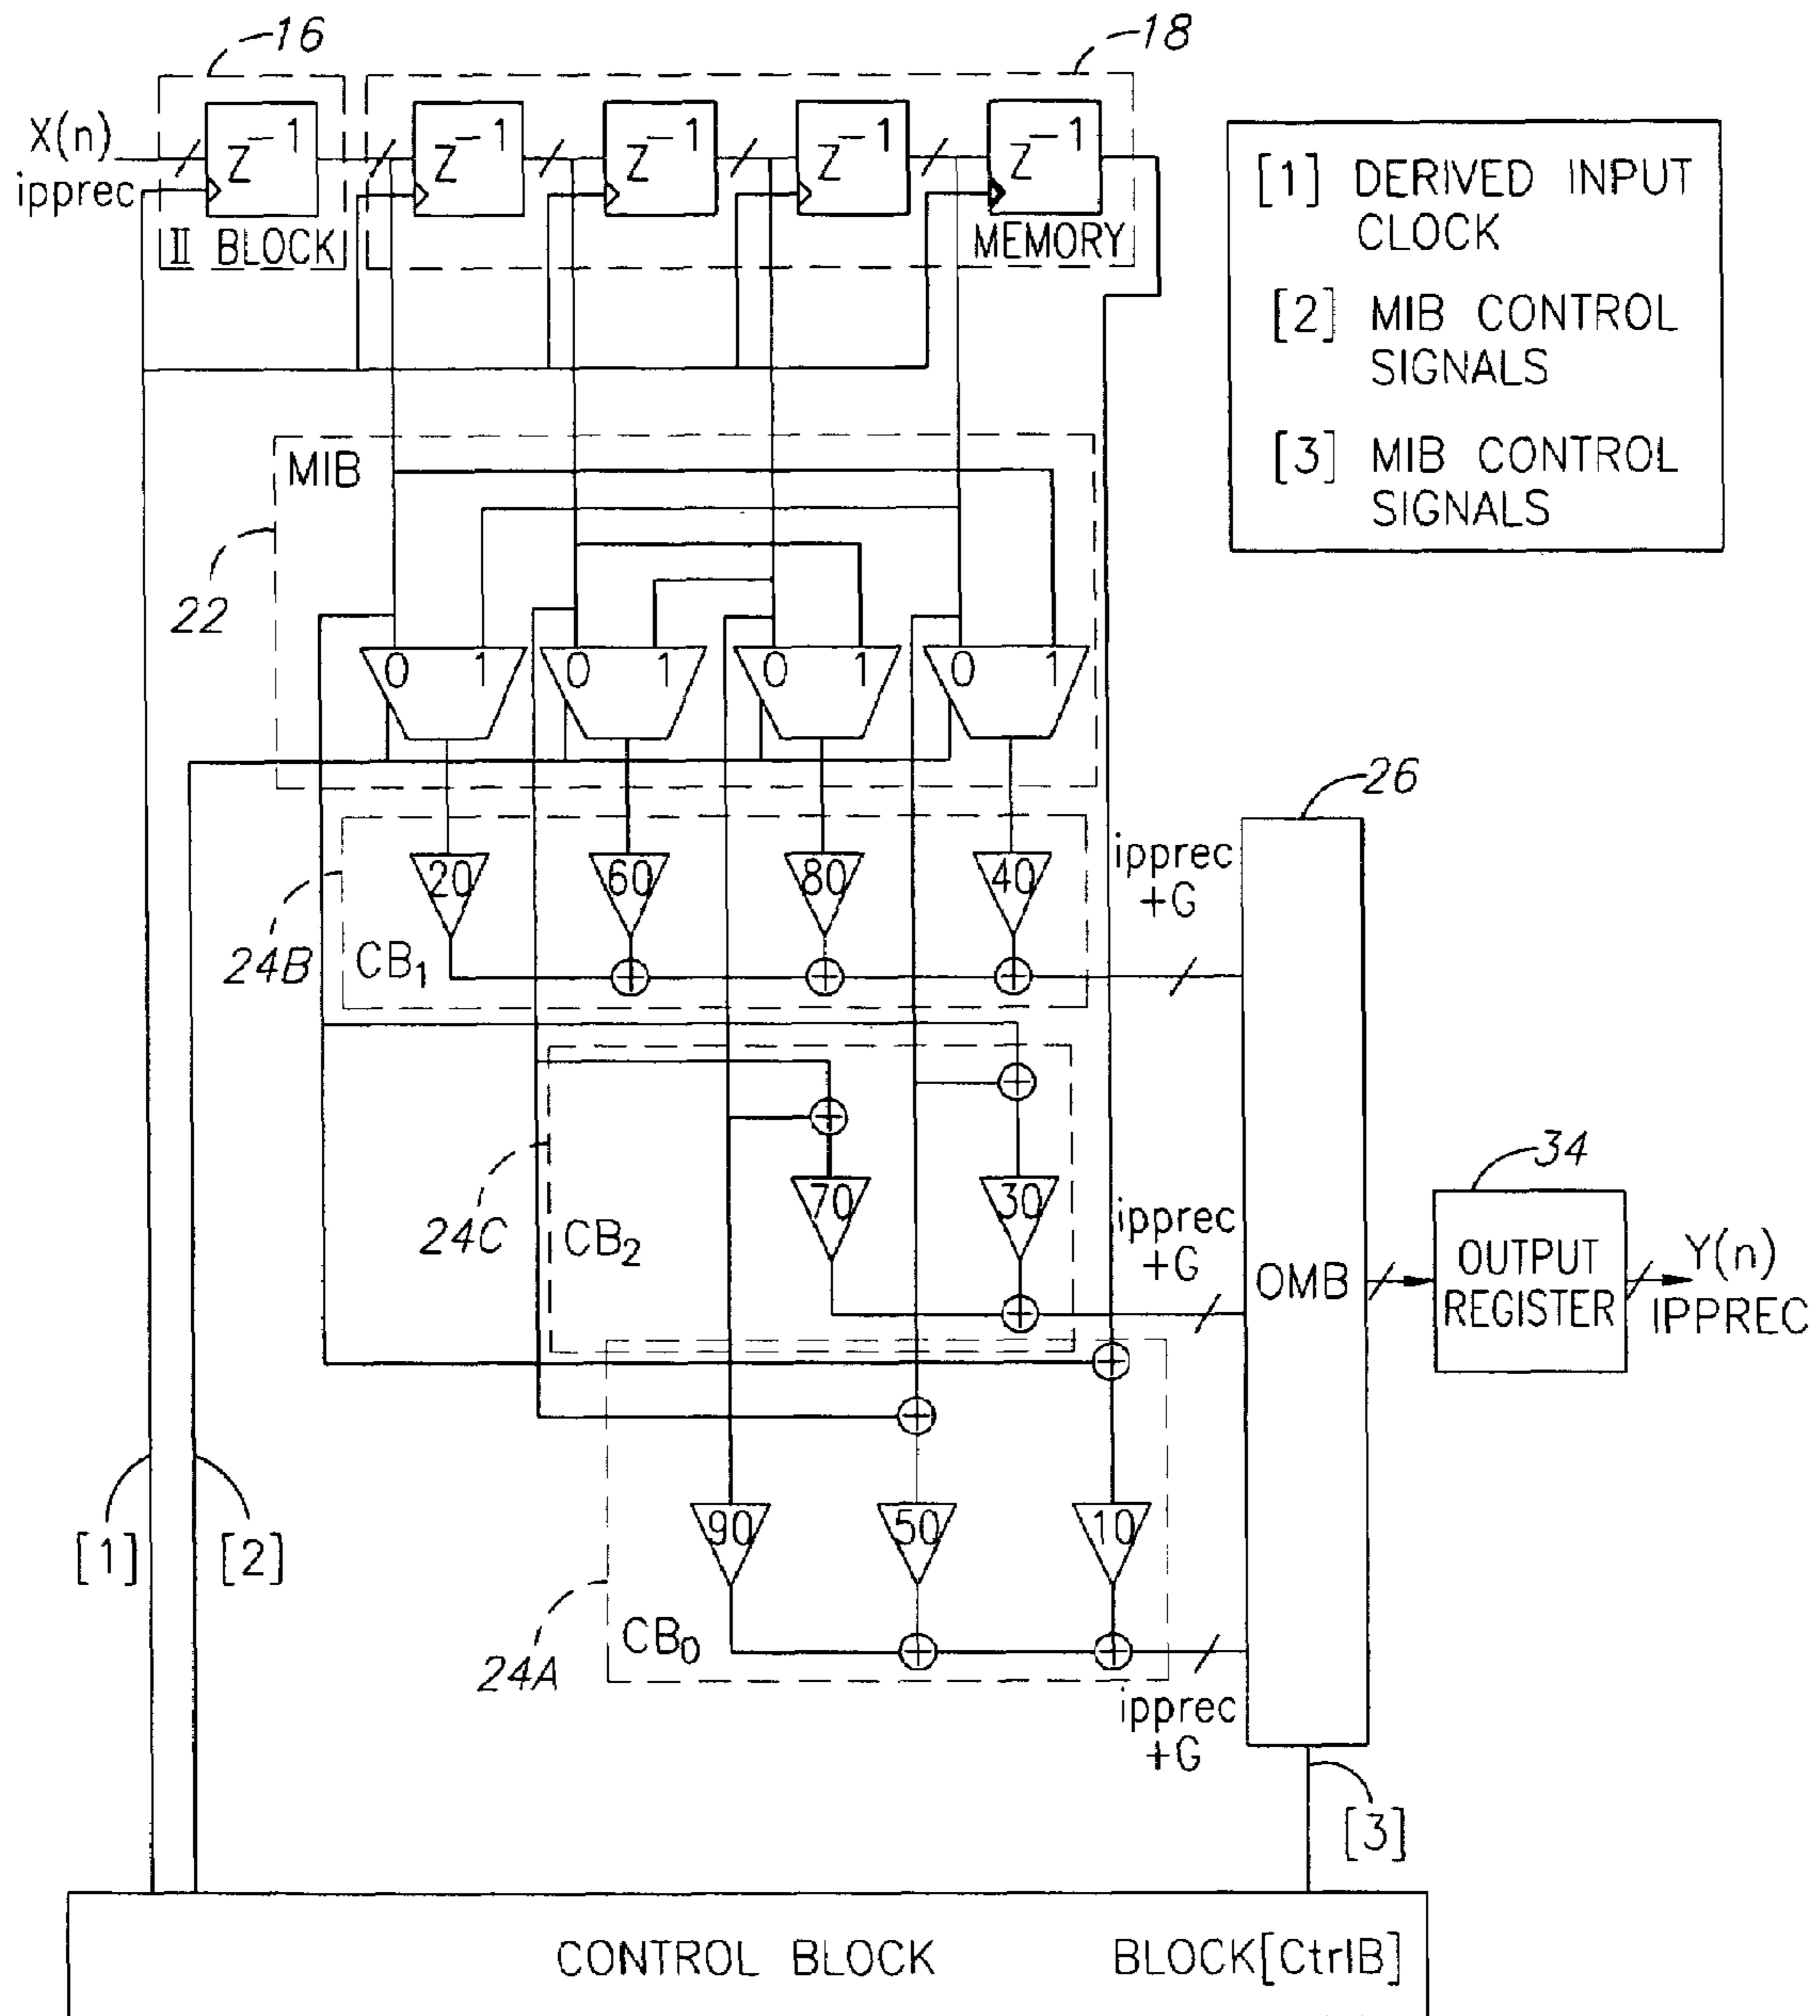 16
18
X(n)
ipprec
Z⁻¹
Z⁻¹
Z⁻¹
Z⁻¹
Z⁻¹
II BLOCK
MEMORY
[1] DERIVED INPUT
CLOCK
[2] MIB CONTROL
SIGNALS
[3] MIB CONTROL
SIGNALS
MIB
22
0 1
0 1
0 1
0 1
26
20
60
80
40
ipprec
+G
24B
CB₁
34
70
30
24C
CB₂
ipprec
+G
OMB
OUTPUT
REGISTER
Y(n)
IPPREC
90
50
10
[1]
[2]
CB₀
24A
ipprec
+G
[3]
CONTROL BLOCK
BLOCK[CtrlB]